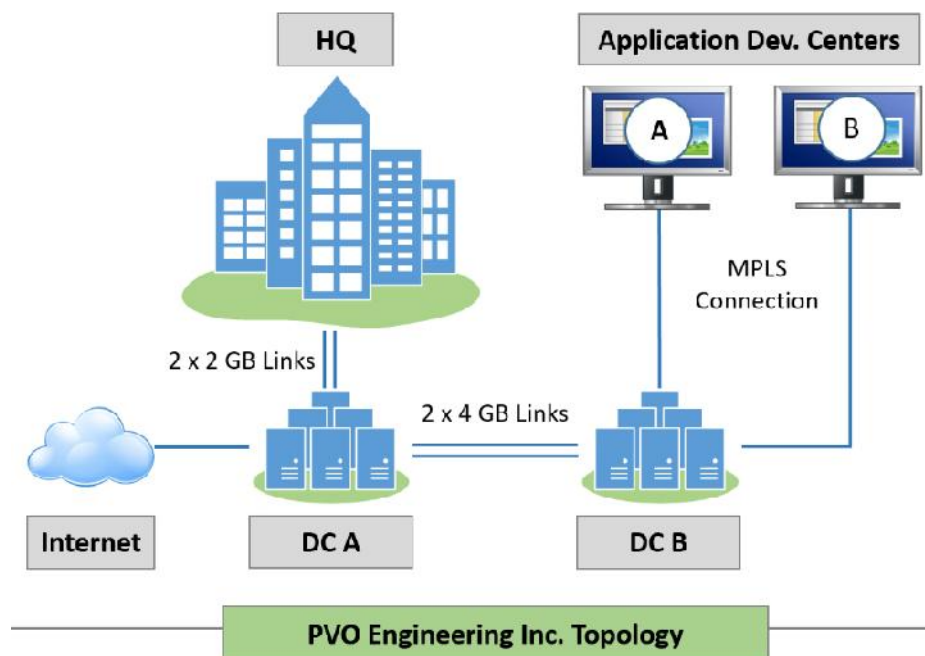 HQ
Application Dev. Centers
A
B
MPLS
Connection
2 x 2 GB Links
2 x 4 GB Links
Internet
DC A
DC B
PVO Engineering Inc. Topology